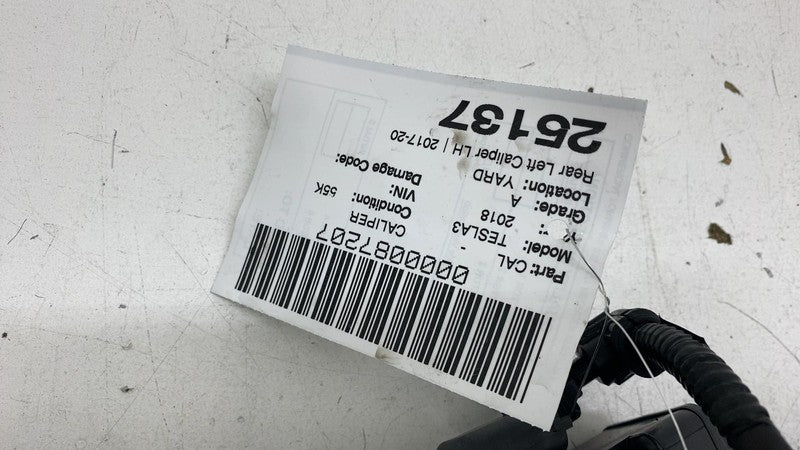 0000087207
Part: CAL - CALIPER
Model: TESLA3
2018 Condition: 55K
Grade: A VIN:
Location: YARD Damage Code:
Rear Left Caliper LH | 2017-20
25137